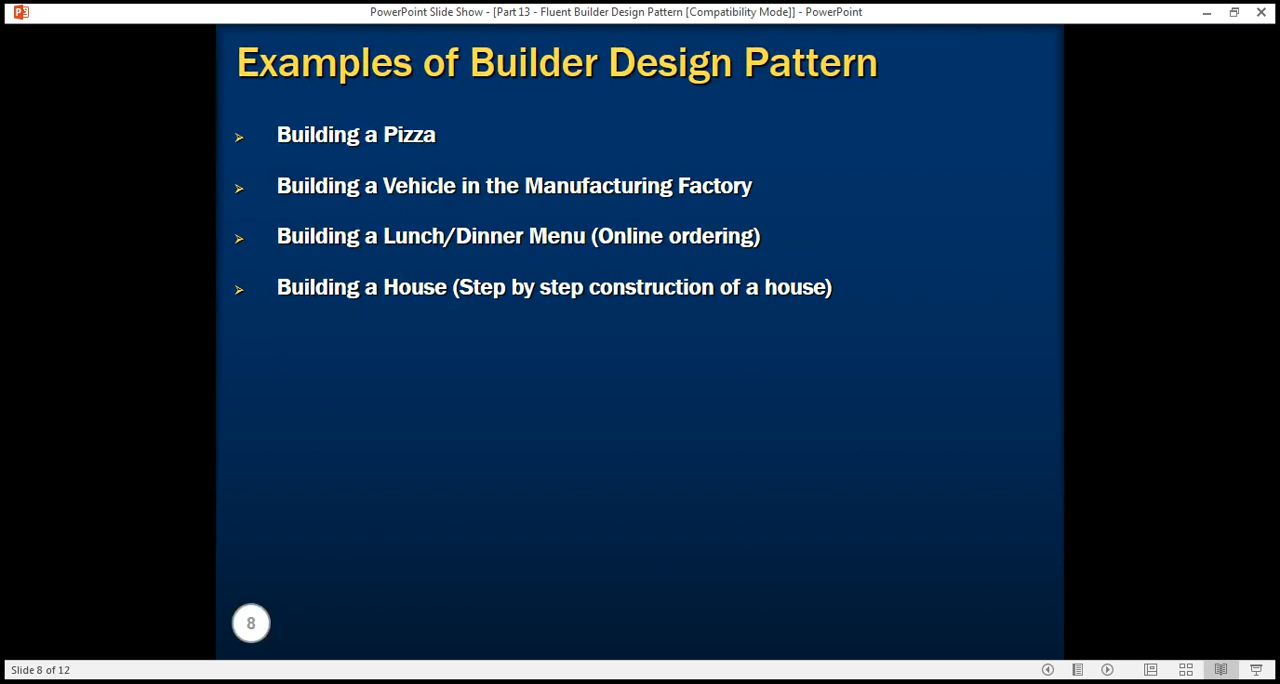 PowerPoint Slide Show - [Part 13 - Fluent Builder Design Pattern [Compatibility Mode]] - PowerPoint
Examples of Builder Design Pattern
Building a Pizza
Building a Vehicle in the Manufacturing Factory
Building a Lunch/Dinner Menu (Online ordering)
Building a House (Step by step construction of a house)
8
Slide 8 of 12